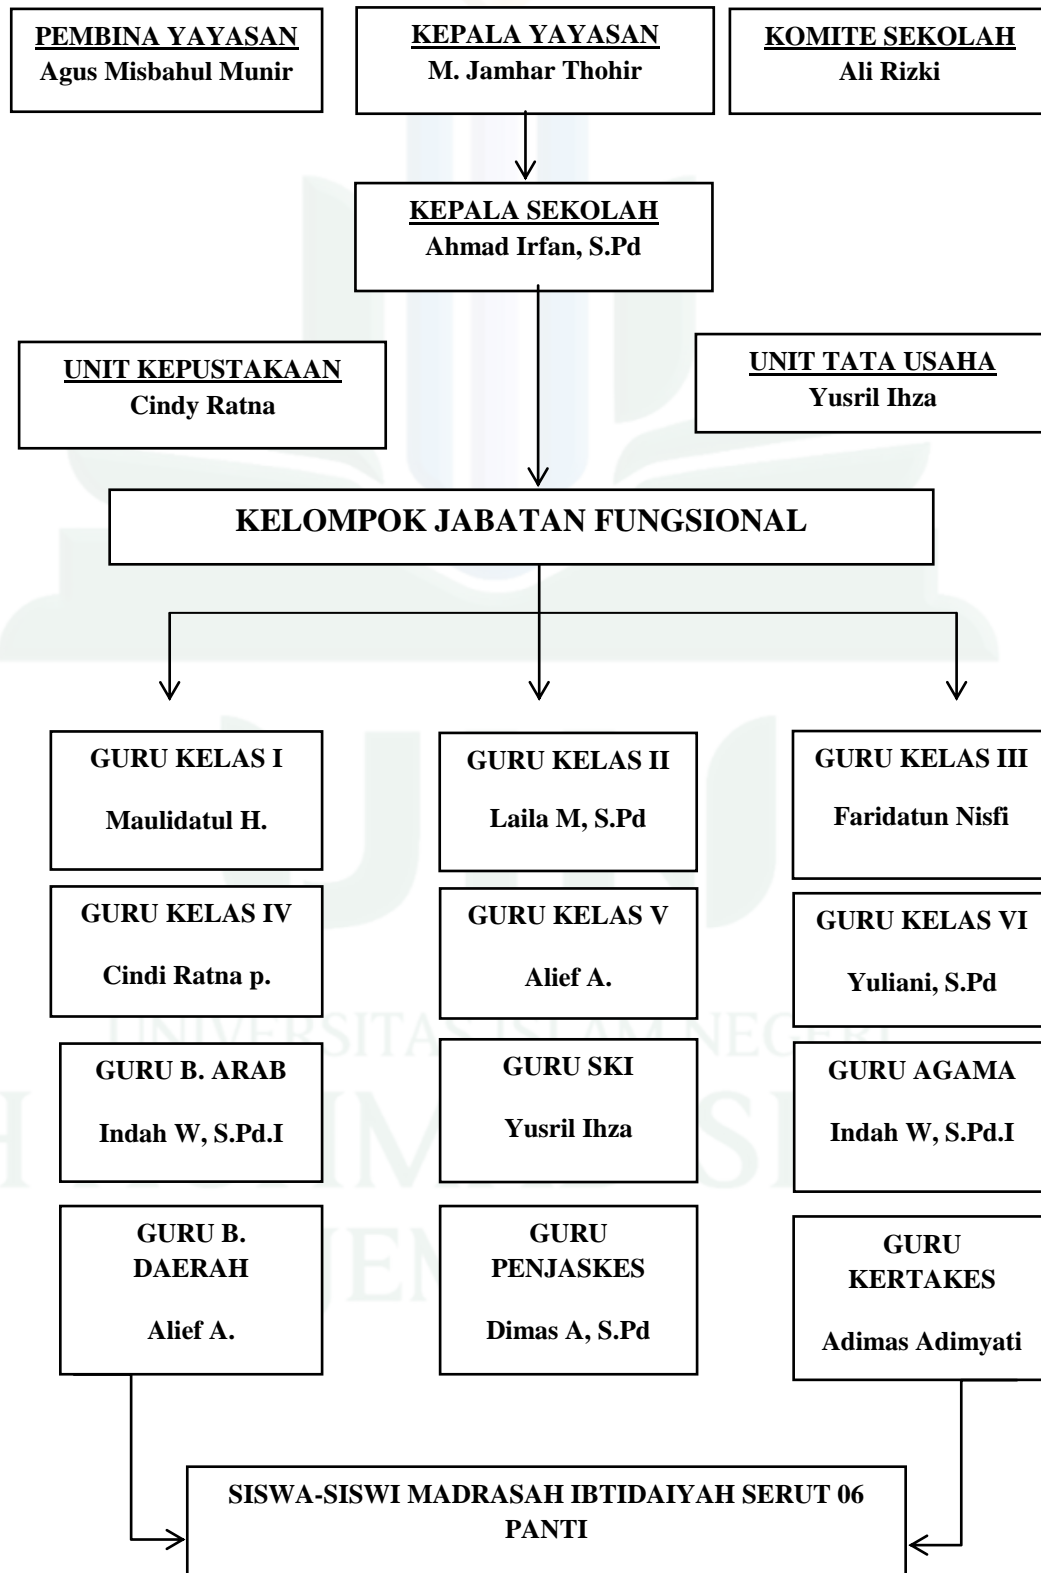 PEMBINA YAYASAN
Agus Misbahul Munir
KEPALA YAYASAN
M. Jamhar Thohir
KOMITE SEKOLAH
Ali Rizki
KEPALA SEKOLAH
Ahmad Irfan, S.Pd
UNIT KEPUSTAKAAN
Cindy Ratna
UNIT TATA USAHA
Yusril Ihza
KELOMPOK JABATAN FUNGSIONAL
GURU KELAS I
Maulidatul H.
GURU KELAS II
Laila M, S.Pd
GURU KELAS III
Faridatun Nisfi
GURU KELAS IV
Cindi Ratna p.
GURU KELAS V
Alief A.
GURU KELAS VI
Yuliani, S.Pd
UNIVERSITAS ISLAM NEGERI
GURU B. ARAB
Indah W, S.Pd.I
GURU SKI
Yusril Ihza
GURU AGAMA
Indah W, S.Pd.I
GURU B.
DAERAH
Alief A.
GURU
PENJASKES
Dimas A, S.Pd
GURU
KERTAKES
Adimas Adimyati
SISWA-SISWI MADRASAH IBTIDAIYAH SERUT 06
PANTI